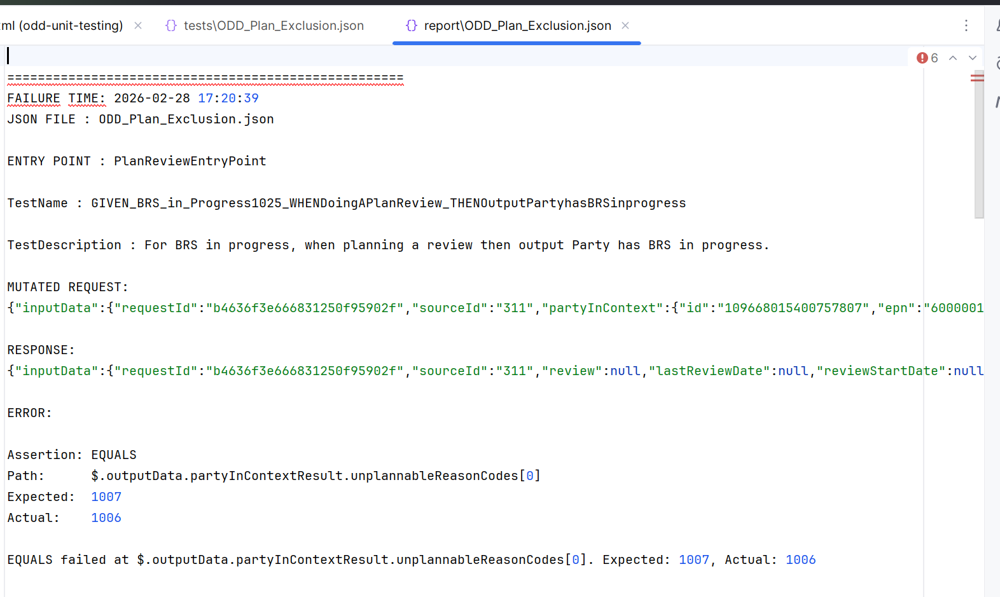 ml (odd-unit-testing)
tests\ODD_Plan_Exclusion.json
report\ODD_Plan_Exclusion.json
6
====================================================
FAILURE TIME: 2026-02-28 17:20:39
JSON FILE : ODD_Plan_Exclusion.json
ENTRY POINT : PlanReviewEntryPoint
TestName : GIVEN_BRS_in_Progress1025_WHENDoingAPlanReview_THENOutputPartyhasBRSinprogress
TestDescription : For BRS in progress, when planning a review then output Party has BRS in progress.
MUTATED REQUEST:
{"inputData":{"requestId":"b4636f3e666831250f95902f","sourceId":"311","partyInContext":{"id":"109668015400757807","epn":"6000001
RESPONSE:
{"inputData":{"requestId":"b4636f3e666831250f95902f","sourceId":"311","review":null,"lastReviewDate":null,"reviewStartDate":null
ERROR:
Assertion: EQUALS
Path: $.outputData.partyInContextResult.unplannableReasonCodes[0]
Expected: 1007
Actual: 1006
EQUALS failed at $.outputData.partyInContextResult.unplannableReasonCodes[0]. Expected: 1007, Actual: 1006